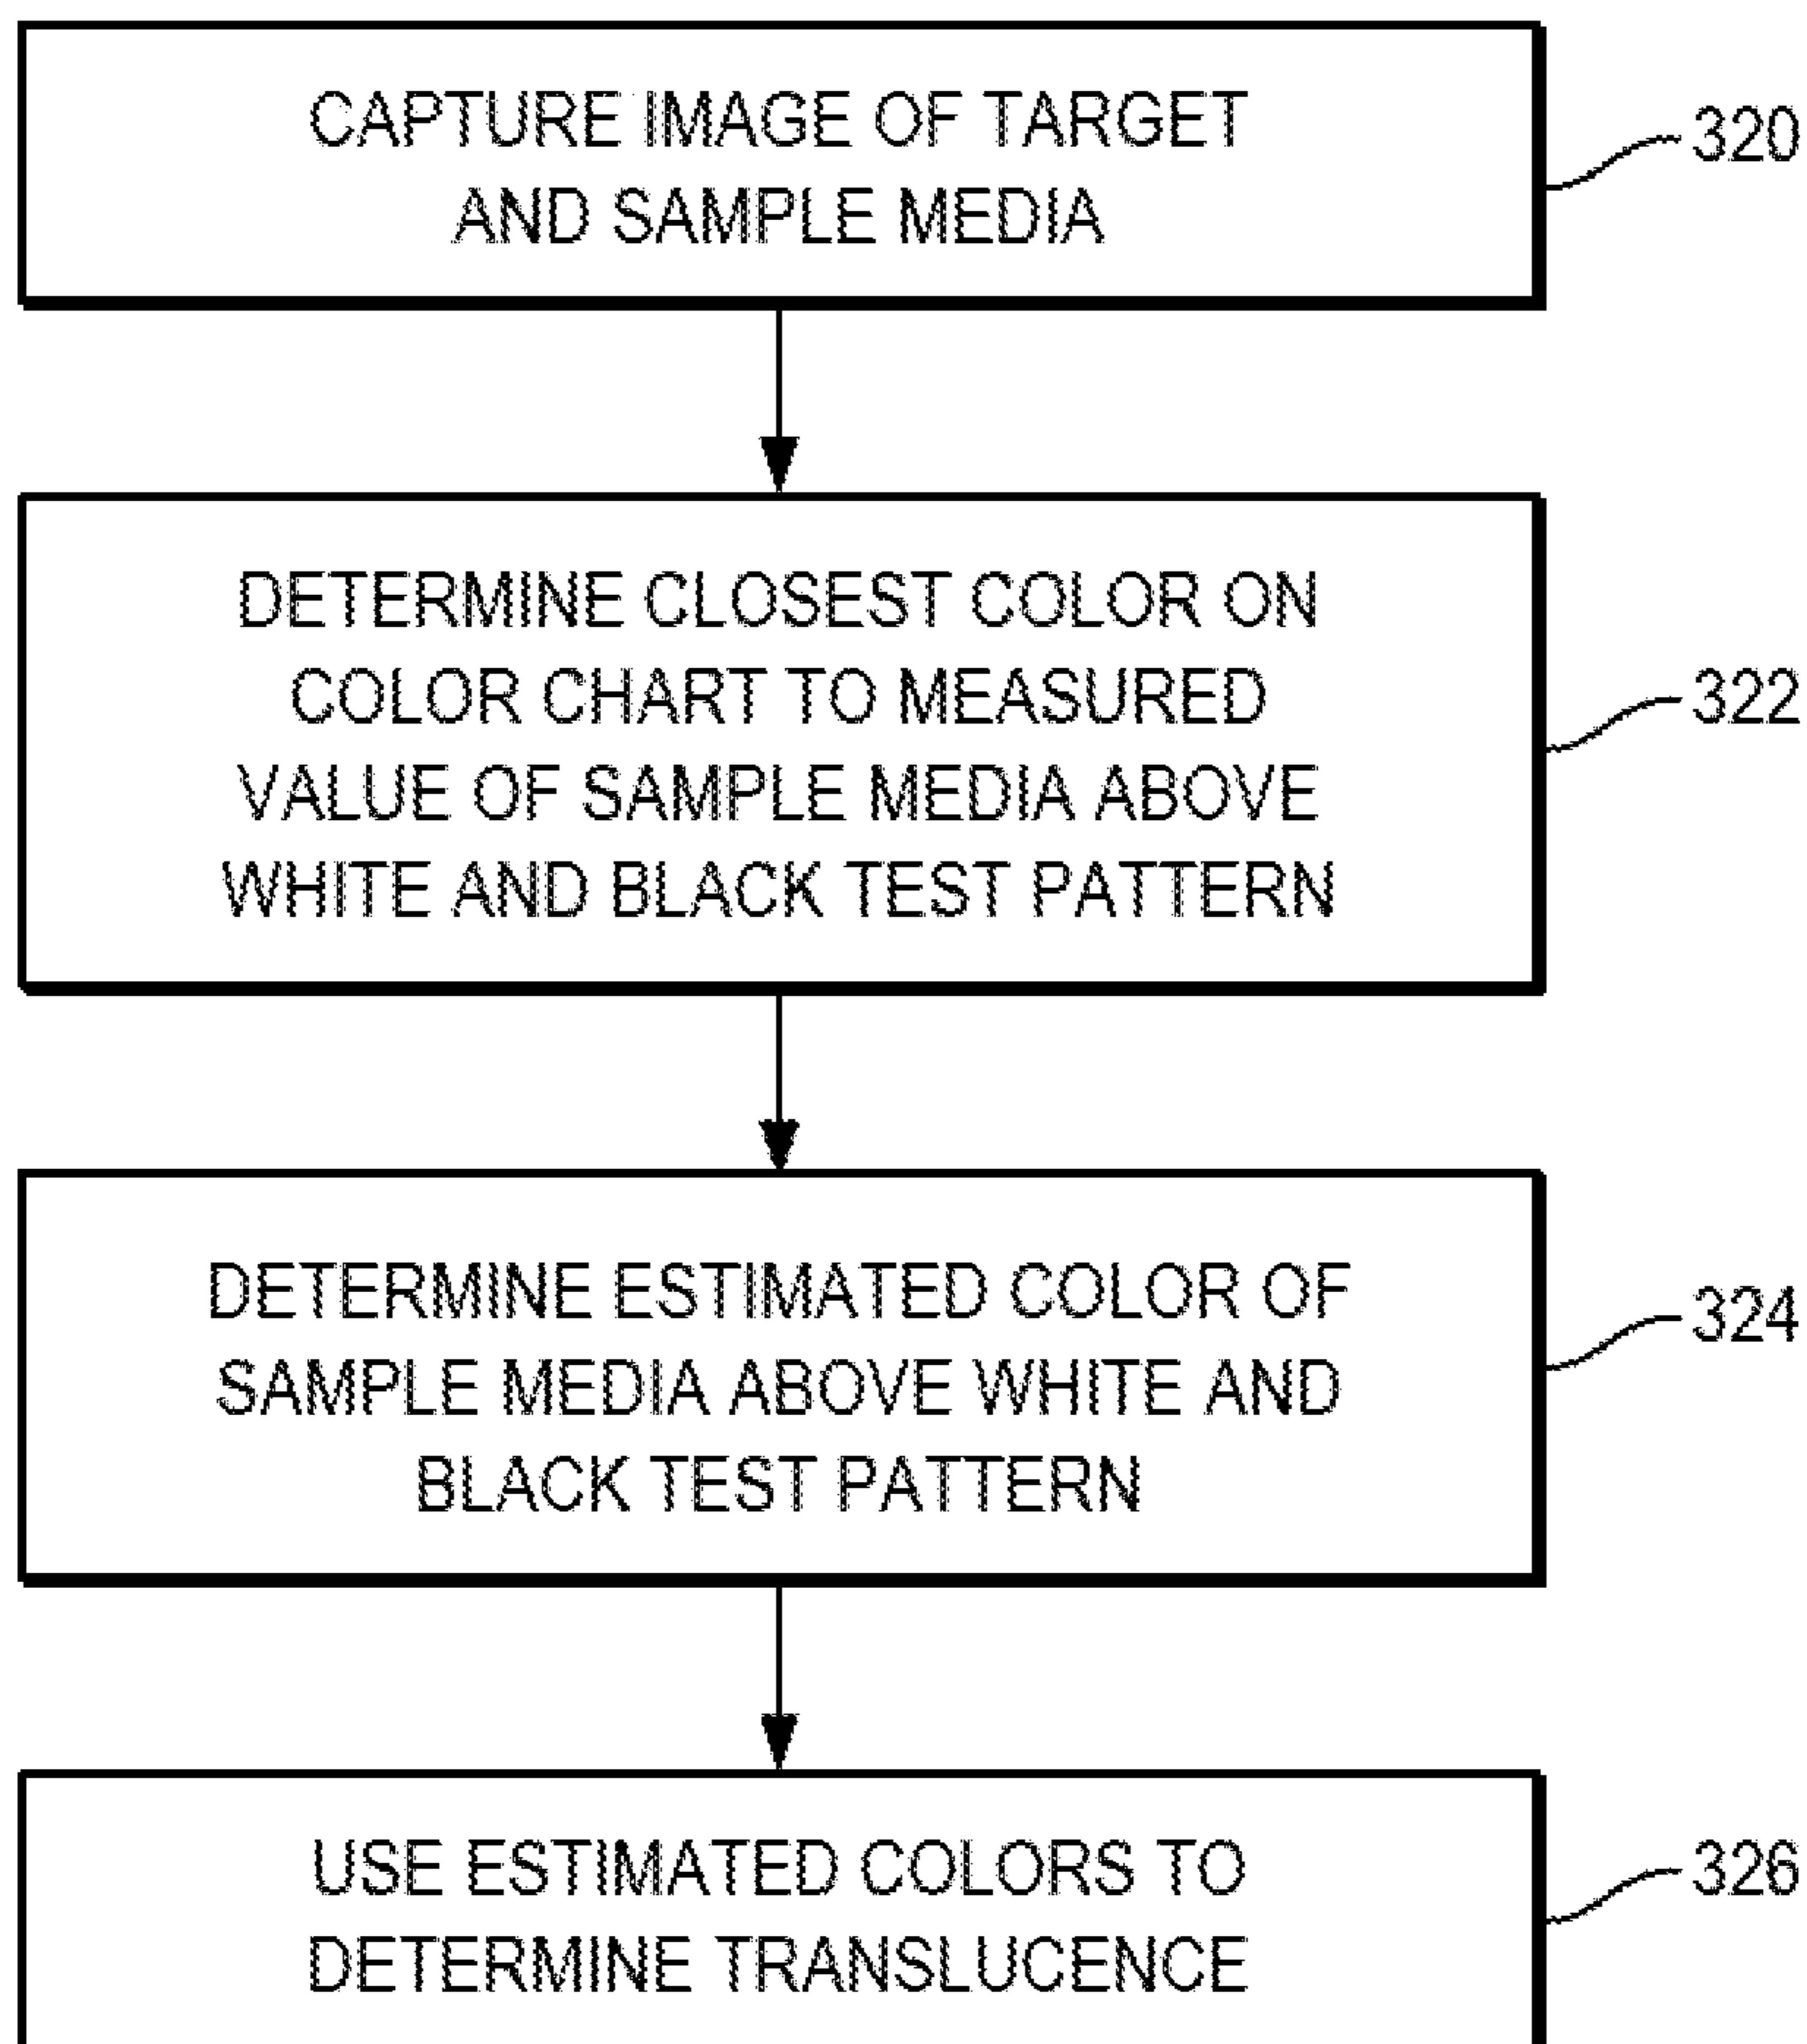 CAPTURE IMAGE OF TARGET
AND SAMPLE MEDIA
320
DETERMINE CLOSEST COLOR ON
COLOR CHART TO MEASURED
VALUE OF SAMPLE MEDIA ABOVE
WHITE AND BLACK TEST PATTERN
322
DETERMINE ESTIMATED COLOR OF
SAMPLE MEDIA ABOVE WHITE AND
BLACK TEST PATTERN
324
USE ESTIMATED COLORS TO
DETERMINE TRANSLUCENCE
326